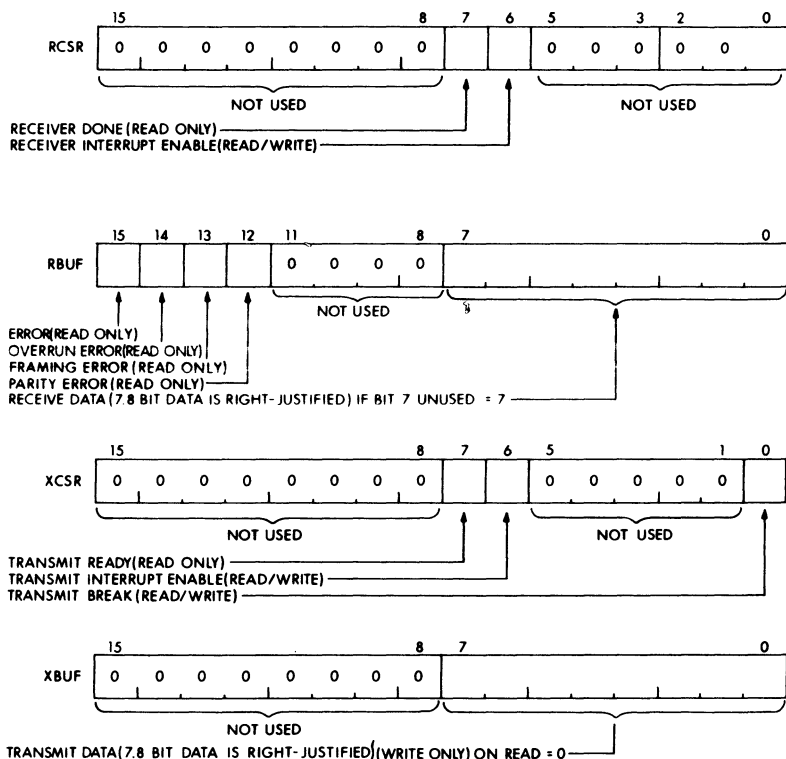 15 8 7 6 5 3 2 0
RCSR 0 0 0 0 0 0 0 0 0 0 0 0 0
NOT USED NOT USED
RECEIVER DONE (READ ONLY)
RECEIVER INTERRUPT ENABLE(READ/WRITE)
15 14 13 12 11 8 7 0
RBUF 0 0 0 0
NOT USED
ERROR(READ ONLY)
OVERRUN ERROR(READ ONLY)
FRAMING ERROR (READ ONLY)
PARITY ERROR (READ ONLY)
RECEIVE DATA (7.8 BIT DATA IS RIGHT-JUSTIFIED) IF BIT 7 UNUSED = 7
15 8 7 6 5 1 0
XCSR 0 0 0 0 0 0 0 0 0 0 0 0 0
NOT USED NOT USED
TRANSMIT READY(READ ONLY)
TRANSMIT INTERRUPT ENABLE(READ/WRITE)
TRANSMIT BREAK (READ/WRITE)
15 8 7 0
XBUF 0 0 0 0 0 0 0 0
NOT USED
TRANSMIT DATA(7.8 BIT DATA IS RIGHT-JUSTIFIED)(WRITE ONLY) ON READ = 0